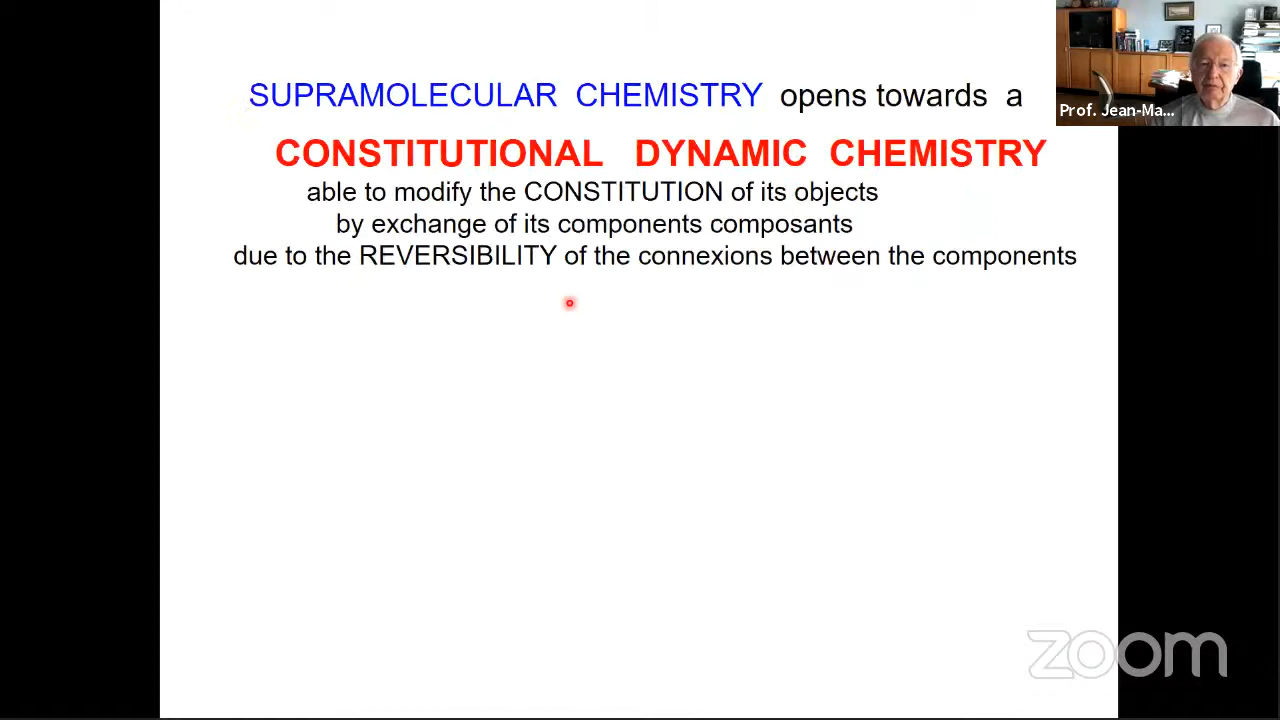 SUPRAMOLECULAR CHEMISTRY opens towards a
CONSTITUTIONAL DYNAMIC CHEMISTRY
able to modify the CONSTITUTION of its objects
by exchange of its components composants
due to the REVERSIBILITY of the connexions between the components
Prof. Jean-Ma...
zoom